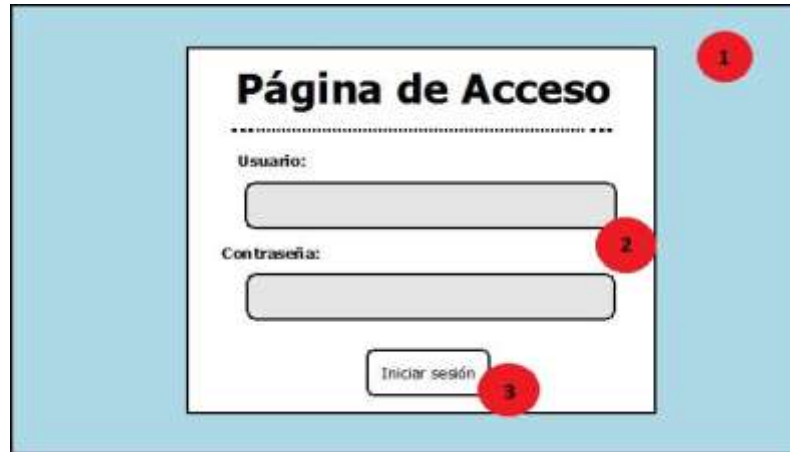 1
Página de Acceso
Usuario:
2
Contraseña:
Iniciar sesión
3